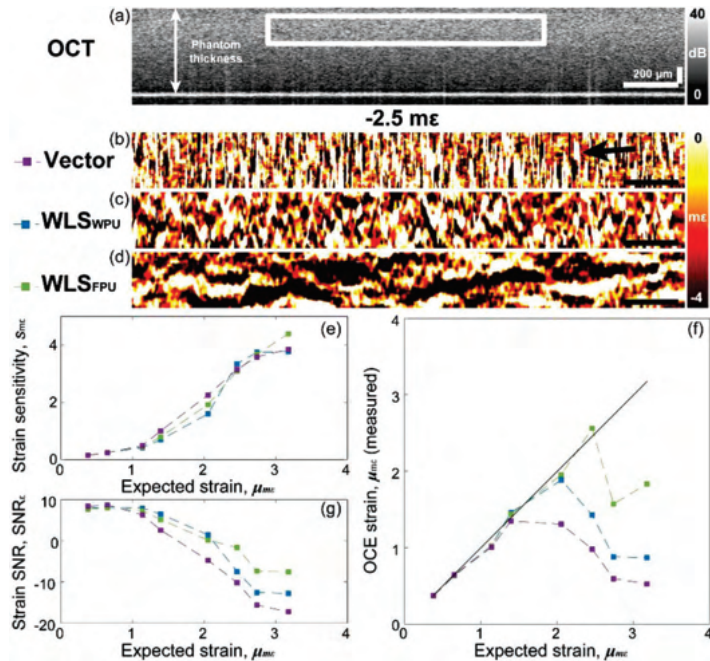 (a)
OCT
Phantom
thickness
200 µm
40
dB
0
-2.5 mε
(b)
Vector
(c)
WLSWPU
(d)
WLSFPU
0
mε
-4
(e)
Strain sensitivity, smε
4
2
0
0 1 2 3 4
Expected strain, μmε
(g)
Strain SNR, SNRε
10
0
-10
-20
0 1 2 3 4
Expected strain, μmε
(f)
OCE strain, μmε (measured)
4
3
2
1
0
0 1 2 3 4
Expected strain, μmε